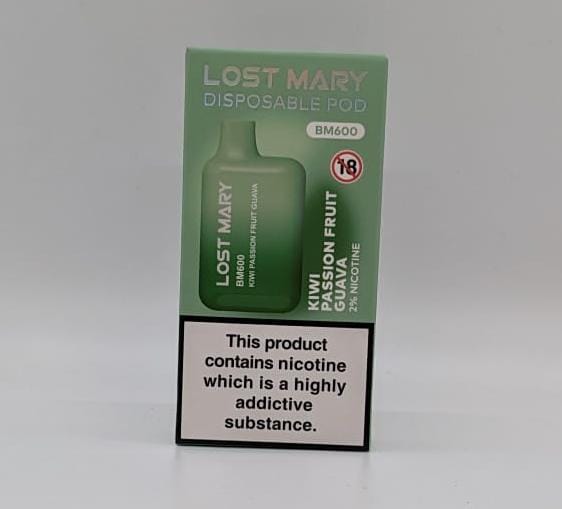 LOST MARY
DISPOSABLE POD
BM600
18
LOST MARY
BM600
KIWI PASSION FRUIT GUAVA
KIWI
PASSION FRUIT
GUAVA
2% NICOTINE
This product
contains nicotine
which is a highly
addictive
substance.